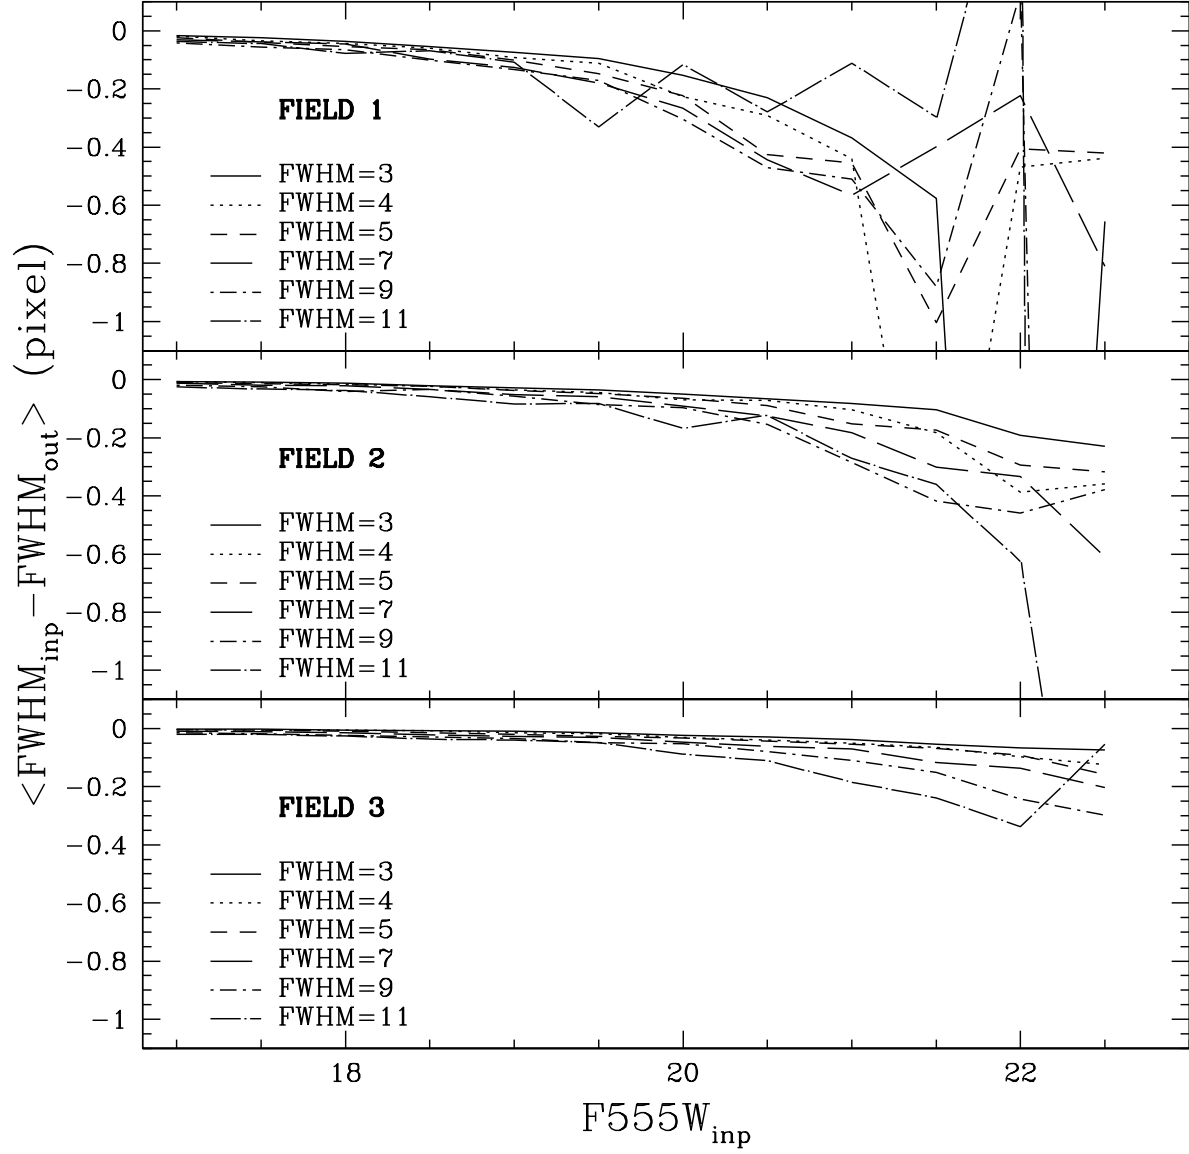 <FWHM_inp−FWHM_out> (pixel)
0
−0.2
−0.4
−0.6
−0.8
−1
FIELD 1
FWHM=3
FWHM=4
FWHM=5
FWHM=7
FWHM=9
FWHM=11
0
−0.2
−0.4
−0.6
−0.8
−1
FIELD 2
FWHM=3
FWHM=4
FWHM=5
FWHM=7
FWHM=9
FWHM=11
0
−0.2
−0.4
−0.6
−0.8
−1
FIELD 3
FWHM=3
FWHM=4
FWHM=5
FWHM=7
FWHM=9
FWHM=11
18 20 22
F555W_inp